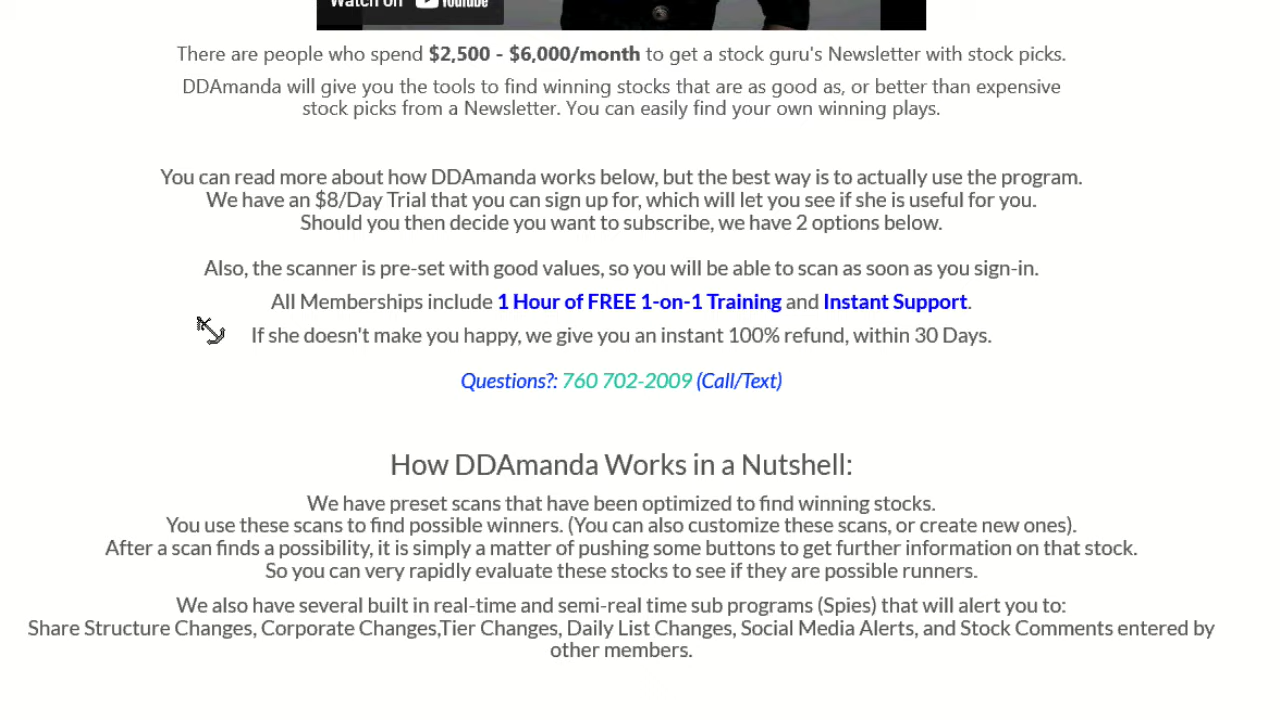 Watch on YouTube
There are people who spend $2,500 - $6,000/month to get a stock guru's Newsletter with stock picks.
DDAmanda will give you the tools to find winning stocks that are as good as, or better than expensive
stock picks from a Newsletter. You can easily find your own winning plays.
You can read more about how DDAmanda works below, but the best way is to actually use the program.
We have an $8/Day Trial that you can sign up for, which will let you see if she is useful for you.
Should you then decide you want to subscribe, we have 2 options below.
Also, the scanner is pre-set with good values, so you will be able to scan as soon as you sign-in.
All Memberships include 1 Hour of FREE 1-on-1 Training and Instant Support.
If she doesn't make you happy, we give you an instant 100% refund, within 30 Days.
Questions?: 760 702-2009 (Call/Text)
How DDAmanda Works in a Nutshell:
We have preset scans that have been optimized to find winning stocks.
You use these scans to find possible winners. (You can also customize these scans, or create new ones).
After a scan finds a possibility, it is simply a matter of pushing some buttons to get further information on that stock.
So you can very rapidly evaluate these stocks to see if they are possible runners.
We also have several built in real-time and semi-real time sub programs (Spies) that will alert you to:
Share Structure Changes, Corporate Changes,Tier Changes, Daily List Changes, Social Media Alerts, and Stock Comments entered by
other members.